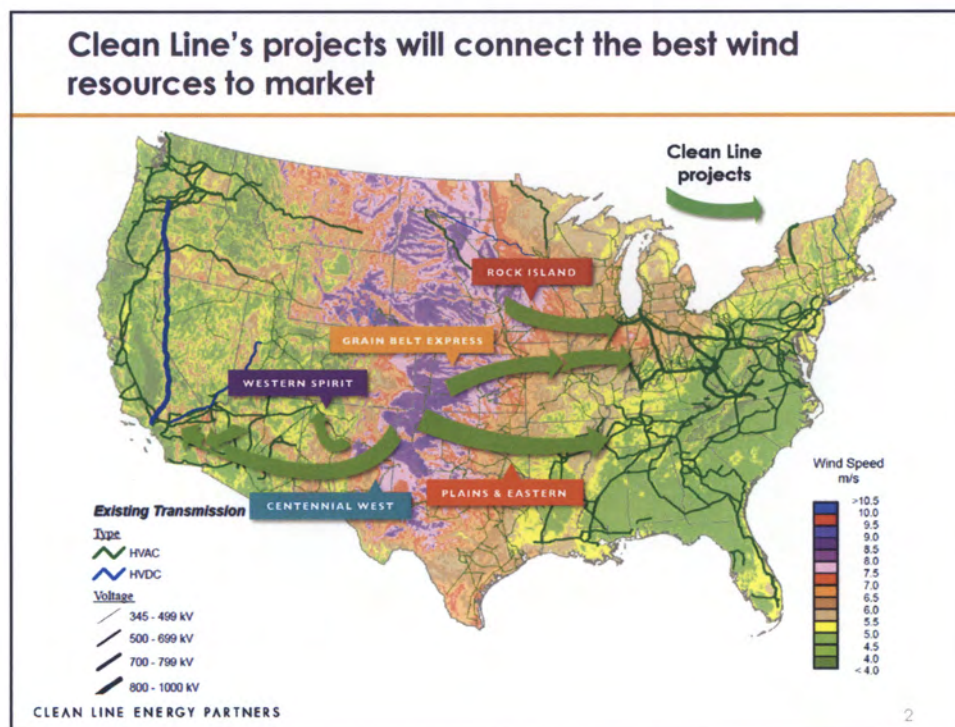 Clean Line's projects will connect the best wind
resources to market
Clean Line
projects
ROCK ISLAND
GRAIN BELT EXPRESS
WESTERN SPIRIT
CENTENNIAL WEST
PLAINS & EASTERN
Existing Transmission
Type
HVAC
HVDC
Voltage
345 - 499 kV
500 - 699 kV
700 - 799 kV
800 - 1000 kV
Wind Speed
m/s
>10.5
10.0
9.5
9.0
8.5
8.0
7.5
7.0
6.5
6.0
5.5
5.0
4.5
4.0
< 4.0
CLEAN LINE ENERGY PARTNERS
2